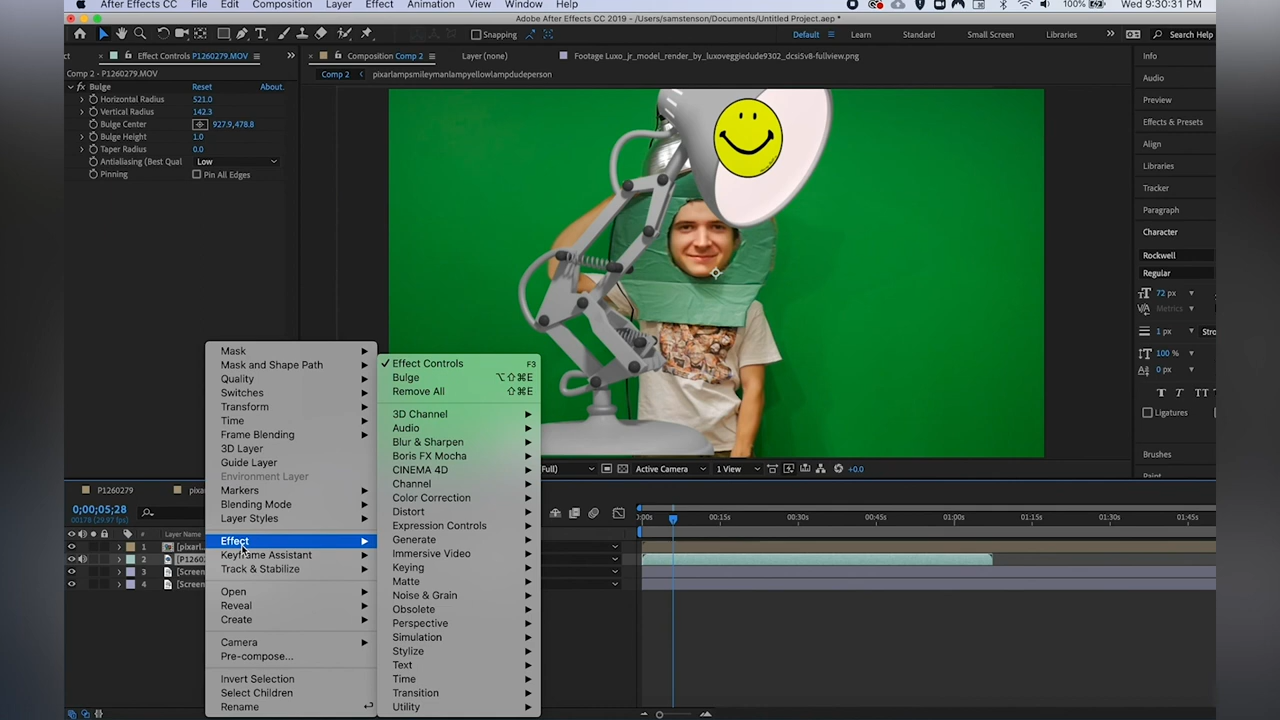 After Effects CC File Edit Composition Layer Effect Animation View Window Help 100% Wed 9:30:31 PM
Adobe After Effects CC 2019 - /Users/samstenson/Documents/Untitled Project.aep *
Snapping Default Learn Standard Small Screen Libraries Search Help
Effect Controls P1260279.MOV Composition Comp 2 Layer (none) Footage Luxo_jr_model_render_by_luxoveggiedude9302_dcsi5v8-fullview.png Info
Comp 2 • P1260279.MOV Comp 2 pixarlampsmileymanlampyellowlampdudeperson Audio
fx Bulge Reset About.
Horizontal Radius 521.0 Preview
Vertical Radius 142.3
Bulge Center 927.9,478.8 Effects & Presets
Bulge Height 1.0
Taper Radius 0.0 Align
Antialiasing (Best Qual Low Libraries
Pinning Pin All Edges
Tracker
Paragraph
Character
Rockwell
Regular
72 px
Metrics
1 px Stro
100 %
0 px
T T TT
Ligatures
Brushes
Mask
Mask and Shape Path
Quality
Switches
Transform
Time
Frame Blending
3D Layer
Guide Layer
Environment Layer
Markers
Blending Mode
Layer Styles
Effect
Keyframe Assistant
Track & Stabilize
Open
Reveal
Create
Camera
Pre-compose...
Invert Selection
Select Children
Rename
Effect Controls F3
Bulge ⌥⇧⌘E
Remove All ⇧⌘E
3D Channel
Audio
Blur & Sharpen
Boris FX Mocha
CINEMA 4D
Channel
Color Correction
Distort
Expression Controls
Generate
Immersive Video
Keying
Matte
Noise & Grain
Obsolete
Perspective
Simulation
Stylize
Text
Time
Transition
Utility
Full) Active Camera 1 View +0.0
P1260279 pixa
0;00;05;28
00178 (29.97 fps)
:00s 00:15s 00:30s 00:45s 01:00s 01:15s 01:30s 01:45s
# Layer Name
1 [pixarl
2 [P12602
3 [Screen
4 [Screen